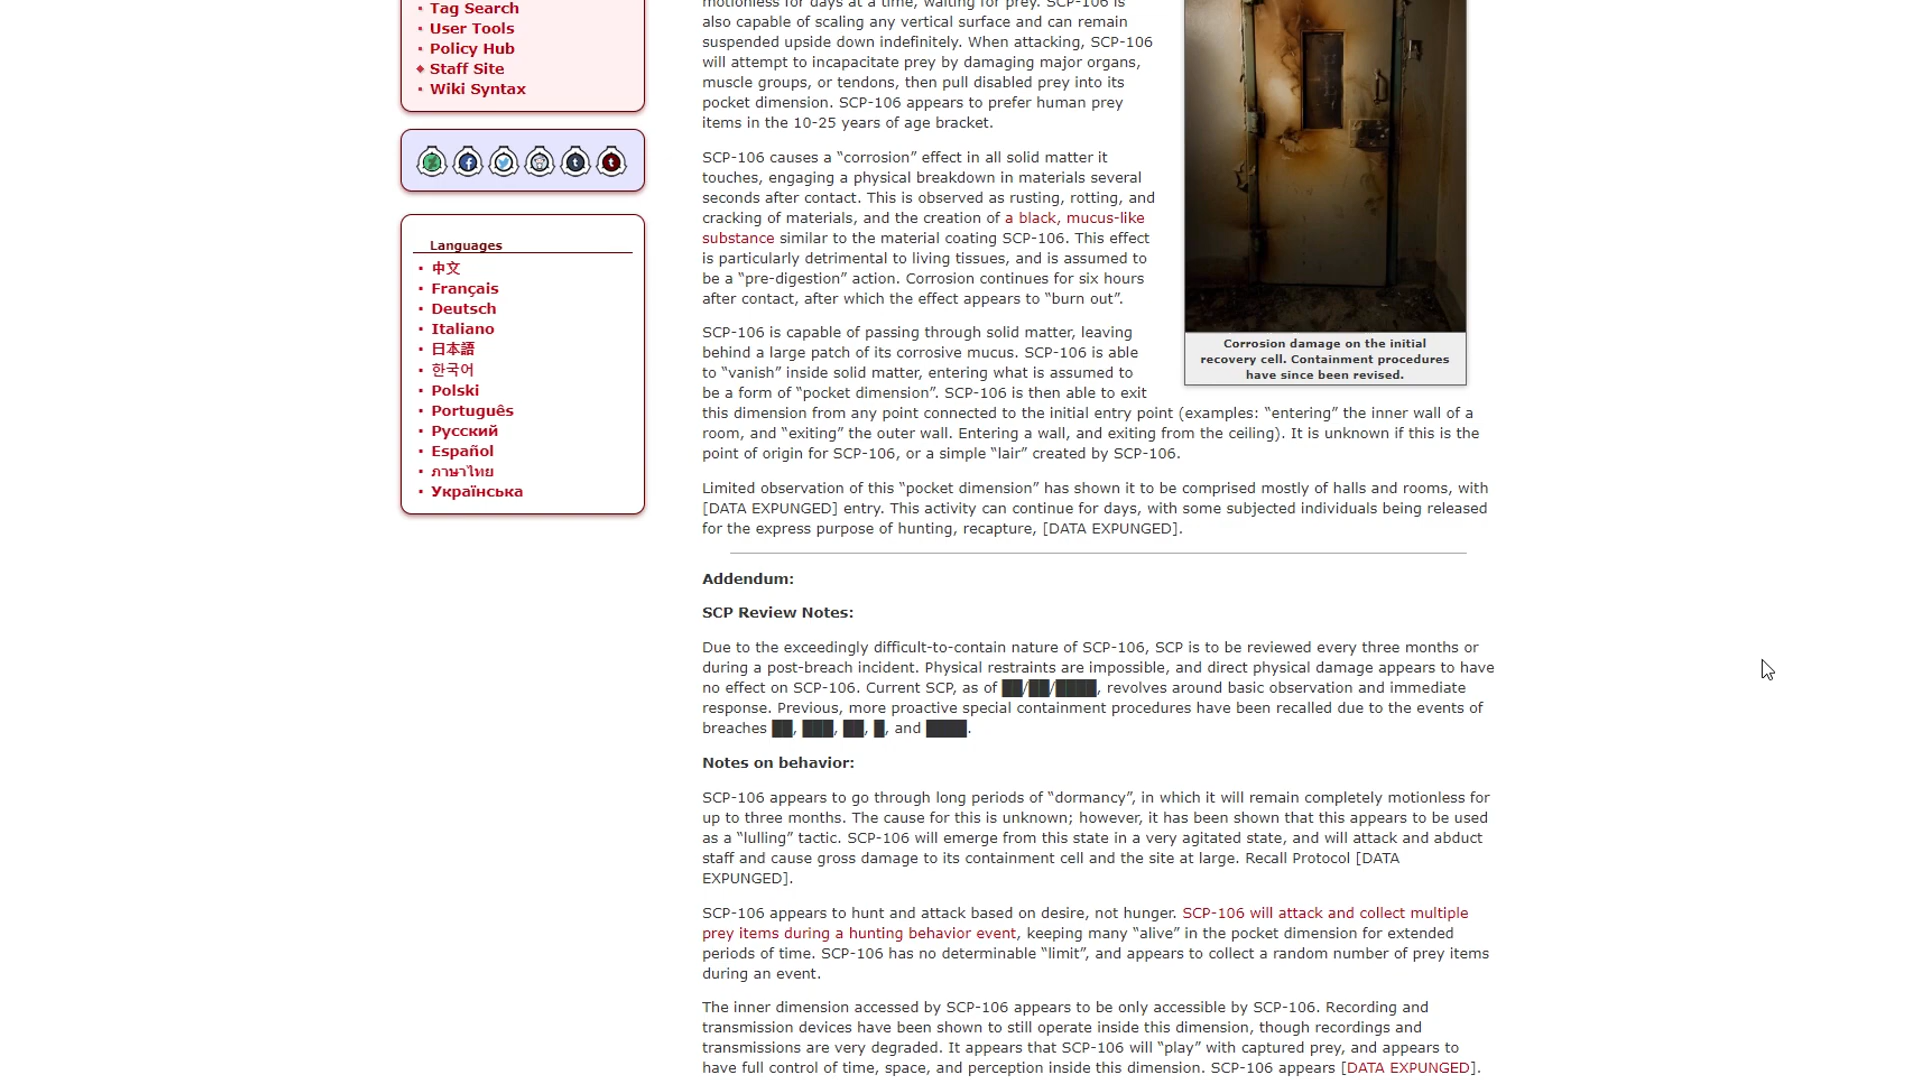 Tag Search
User Tools
Policy Hub
Staff Site
Wiki Syntax
Languages
中文
Français
Deutsch
Italiano
日本語
한국어
Polski
Português
Русский
Español
ภาษาไทย
Українська
motionless for days at a time, waiting for prey. SCP-106 is
also capable of scaling any vertical surface and can remain
suspended upside down indefinitely. When attacking, SCP-106
will attempt to incapacitate prey by damaging major organs,
muscle groups, or tendons, then pull disabled prey into its
pocket dimension. SCP-106 appears to prefer human prey
items in the 10-25 years of age bracket.
SCP-106 causes a “corrosion” effect in all solid matter it
touches, engaging a physical breakdown in materials several
seconds after contact. This is observed as rusting, rotting, and
cracking of materials, and the creation of a black, mucus-like
substance similar to the material coating SCP-106. This effect
is particularly detrimental to living tissues, and is assumed to
be a “pre-digestion” action. Corrosion continues for six hours
after contact, after which the effect appears to “burn out”.
SCP-106 is capable of passing through solid matter, leaving
behind a large patch of its corrosive mucus. SCP-106 is able
to “vanish” inside solid matter, entering what is assumed to
be a form of “pocket dimension”. SCP-106 is then able to exit
this dimension from any point connected to the initial entry point (examples: “entering” the inner wall of a
room, and “exiting” the outer wall. Entering a wall, and exiting from the ceiling). It is unknown if this is the
point of origin for SCP-106, or a simple “lair” created by SCP-106.
Corrosion damage on the initial
recovery cell. Containment procedures
have since been revised.
Limited observation of this “pocket dimension” has shown it to be comprised mostly of halls and rooms, with
[DATA EXPUNGED] entry. This activity can continue for days, with some subjected individuals being released
for the express purpose of hunting, recapture, [DATA EXPUNGED].
Addendum:
SCP Review Notes:
Due to the exceedingly difficult-to-contain nature of SCP-106, SCP is to be reviewed every three months or
during a post-breach incident. Physical restraints are impossible, and direct physical damage appears to have
no effect on SCP-106. Current SCP, as of ██/██/████, revolves around basic observation and immediate
response. Previous, more proactive special containment procedures have been recalled due to the events of
breaches ██, ███, ██, █, and ████.
Notes on behavior:
SCP-106 appears to go through long periods of “dormancy”, in which it will remain completely motionless for
up to three months. The cause for this is unknown; however, it has been shown that this appears to be used
as a “lulling” tactic. SCP-106 will emerge from this state in a very agitated state, and will attack and abduct
staff and cause gross damage to its containment cell and the site at large. Recall Protocol [DATA
EXPUNGED].
SCP-106 appears to hunt and attack based on desire, not hunger. SCP-106 will attack and collect multiple
prey items during a hunting behavior event, keeping many “alive” in the pocket dimension for extended
periods of time. SCP-106 has no determinable “limit”, and appears to collect a random number of prey items
during an event.
The inner dimension accessed by SCP-106 appears to be only accessible by SCP-106. Recording and
transmission devices have been shown to still operate inside this dimension, though recordings and
transmissions are very degraded. It appears that SCP-106 will “play” with captured prey, and appears to
have full control of time, space, and perception inside this dimension. SCP-106 appears [DATA EXPUNGED].